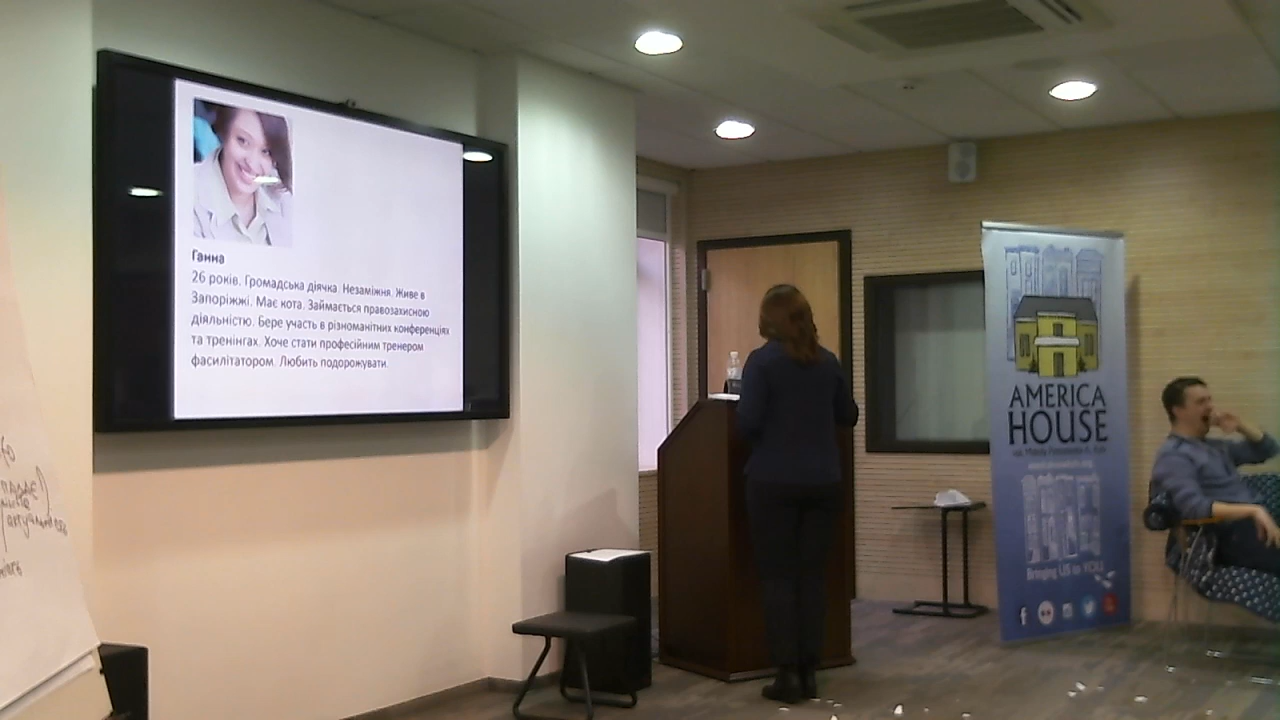 Ганна
26 років. Громадська діячка. Незаміжня. Живе в
Запоріжжі. Має кота. Займається правозахисною
діяльністю. Бере участь в різноманітних конференціях
та тренінгах. Хоче стати професійним тренером
фасилітатором. Любить подорожувати.
AMERICA
HOUSE
Bringing US to YOU